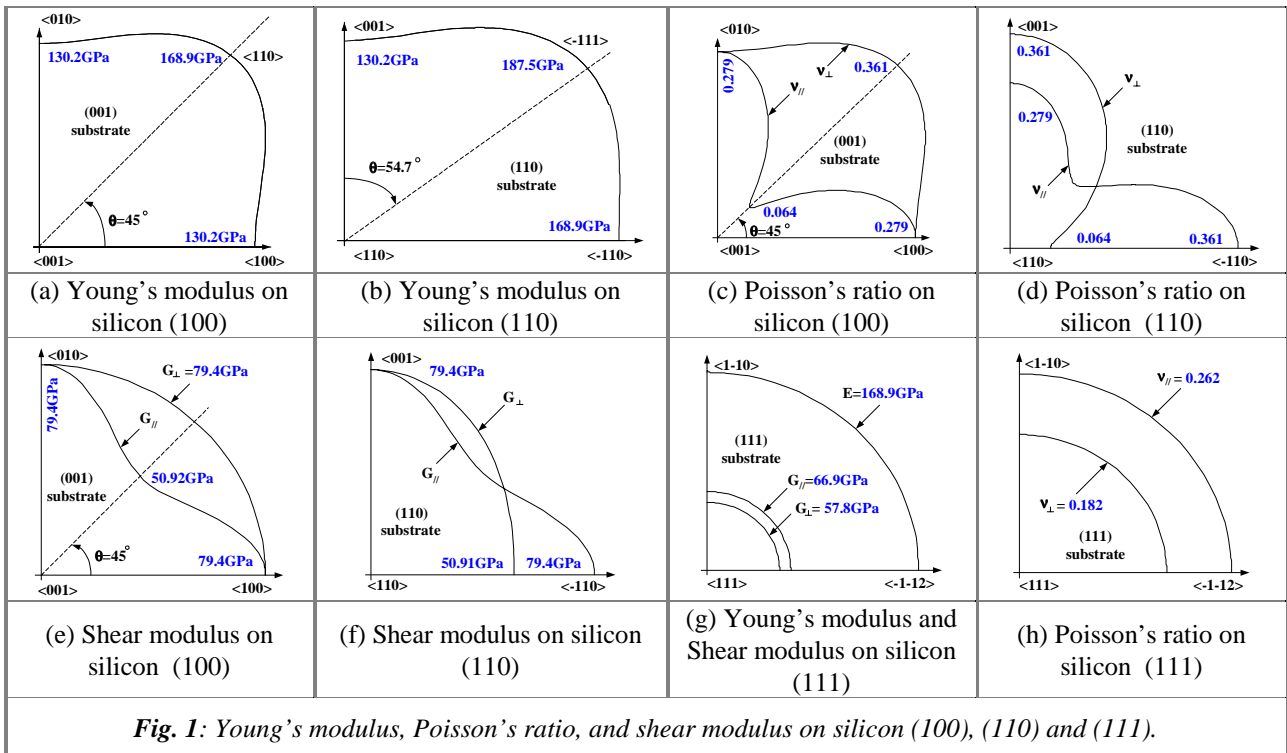 <010>
130.2GPa
168.9GPa
<110>
(001)
substrate
θ=45°
130.2GPa
<001>
<100>
(a) Young's modulus on
silicon (100)
<001>
<-111>
130.2GPa
187.5GPa
θ=54.7°
(110)
substrate
168.9GPa
<110>
<-110>
(b) Young's modulus on
silicon (110)
<010>
0.279
ν//
ν⊥
0.361
(001)
substrate
0.064
0.279
θ=45°
<001>
<100>
(c) Poisson's ratio on
silicon (100)
<001>
0.361
ν⊥
0.279
(110)
substrate
ν//
0.064
0.361
<110>
<-110>
(d) Poisson's ratio on
silicon (110)
<010>
G⊥ =79.4GPa
79.4GPa
G//
50.92GPa
(001)
substrate
θ=45°
79.4GPa
<001>
<100>
(e) Shear modulus on
silicon (100)
<001>
79.4GPa
G⊥
G//
(110)
substrate
50.91GPa
79.4GPa
<110>
<-110>
(f) Shear modulus on silicon
(110)
<1-10>
E=168.9GPa
(111)
substrate
G//=66.9GPa
G⊥= 57.8GPa
<111>
<-1-12>
(g) Young's modulus and
Shear modulus on silicon
(111)
<1-10>
ν//= 0.262
ν⊥= 0.182
(111)
substrate
<111>
<-1-12>
(h) Poisson's ratio on
silicon (111)
Fig. 1: Young's modulus, Poisson's ratio, and shear modulus on silicon (100), (110) and (111).